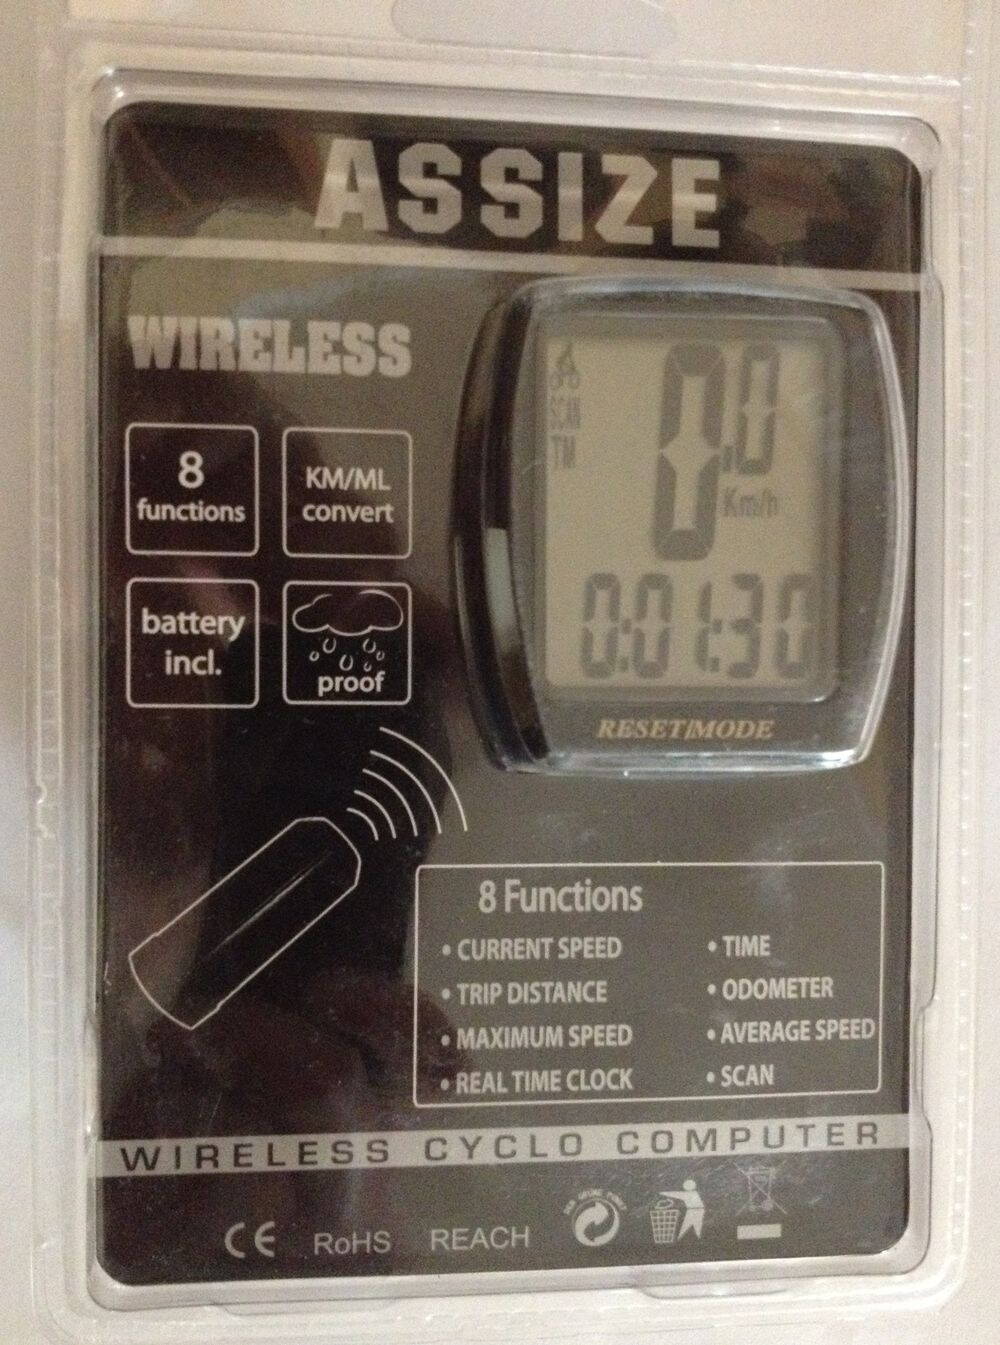 ASSIZE
WIRELESS
8
functions
KM/ML
convert
battery
incl.
proof
SCAN
TM
0.0
Km/h
0:01:30
RESET/MODE
8 Functions
• CURRENT SPEED
• TRIP DISTANCE
• MAXIMUM SPEED
• REAL TIME CLOCK
• TIME
• ODOMETER
• AVERAGE SPEED
• SCAN
WIRELESS CYCLO COMPUTER
CE RoHS REACH